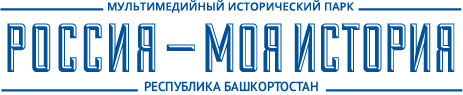 МУЛЬТИМЕДИЙНЫЙ ИСТОРИЧЕСКИЙ ПАРК
РОССИЯ – МОЯ ИСТОРИЯ
РЕСПУБЛИКА БАШКОРТОСТАН